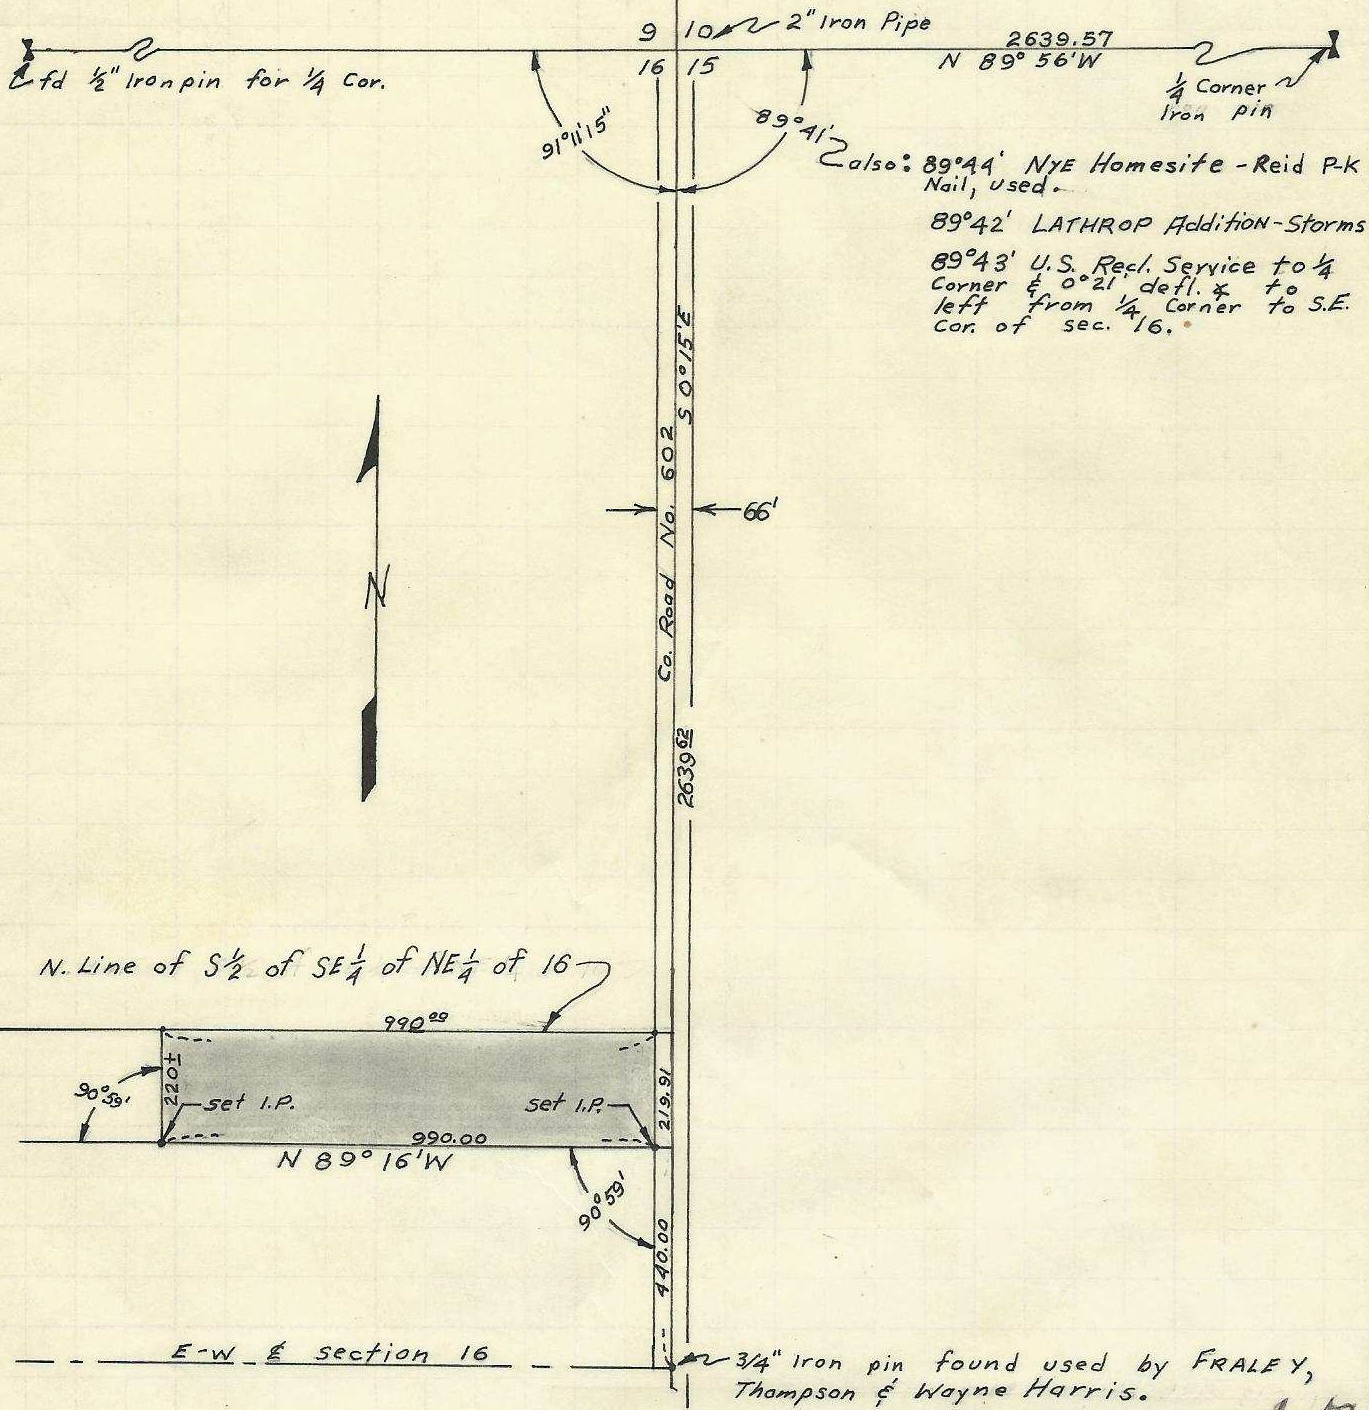 9 10 2" Iron Pipe
2639.57
16 15 N 89° 56'W
fd ½" Iron pin for ¼ Cor.
¼ Corner
Iron pin
91°11'15"
89°41'
also: 89°44' NYE Homesite - Reid P-K
Nail, used.
89°42' LATHROP Addition - Storms
89°43' U.S. Recl. Service to ¼
Corner & 0°21' defl. ∡ to
left from ¼ Corner to S.E.
Cor. of sec. 16.
S 0°15'E
Co. Road No. 602
66'
N
2639 62
N. Line of S½ of SE¼ of NE¼ of 16
990 00
220±
90°59'
set I.P. set I.P.
219.91
990.00
N 89° 16'W
90°59'
440.00
E-W ℄ section 16
3/4" Iron pin found used by FRALEY,
Thompson & Wayne Harris.